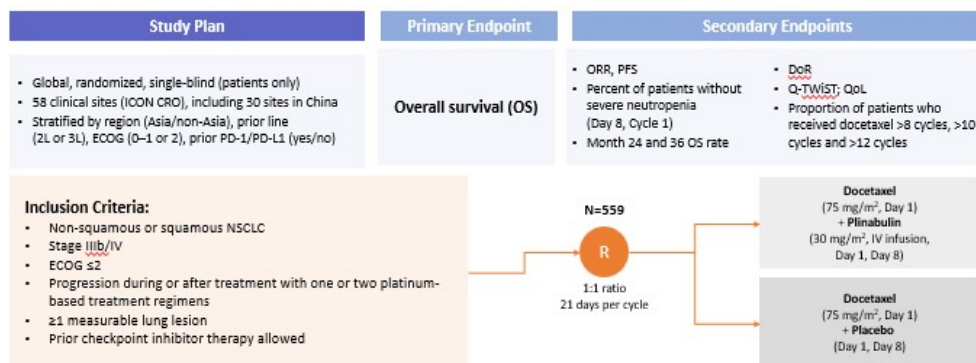 Study Plan
• Global, randomized, single-blind (patients only)
• 58 clinical sites (ICON CRO), including 30 sites in China
• Stratified by region (Asia/non-Asia), prior line
(2L or 3L), ECOG (0–1 or 2), prior PD-1/PD-L1 (yes/no)
Primary Endpoint
Overall survival (OS)
Secondary Endpoints
• ORR, PFS
• Percent of patients without
severe neutropenia
(Day 8, Cycle 1)
• Month 24 and 36 OS rate
• DoR
• Q-TWiST; QoL
• Proportion of patients who
received docetaxel >8 cycles, >10
cycles and >12 cycles
Inclusion Criteria:
• Non-squamous or squamous NSCLC
• Stage IIIb/IV
• ECOG ≤2
• Progression during or after treatment with one or two platinum-
based treatment regimens
• ≥1 measurable lung lesion
• Prior checkpoint inhibitor therapy allowed
N=559
R
1:1 ratio
21 days per cycle
Docetaxel
(75 mg/m², Day 1)
+ Plinabulin
(30 mg/m², IV infusion,
Day 1, Day 8)
Docetaxel
(75 mg/m², Day 1)
+ Placebo
(Day 1, Day 8)